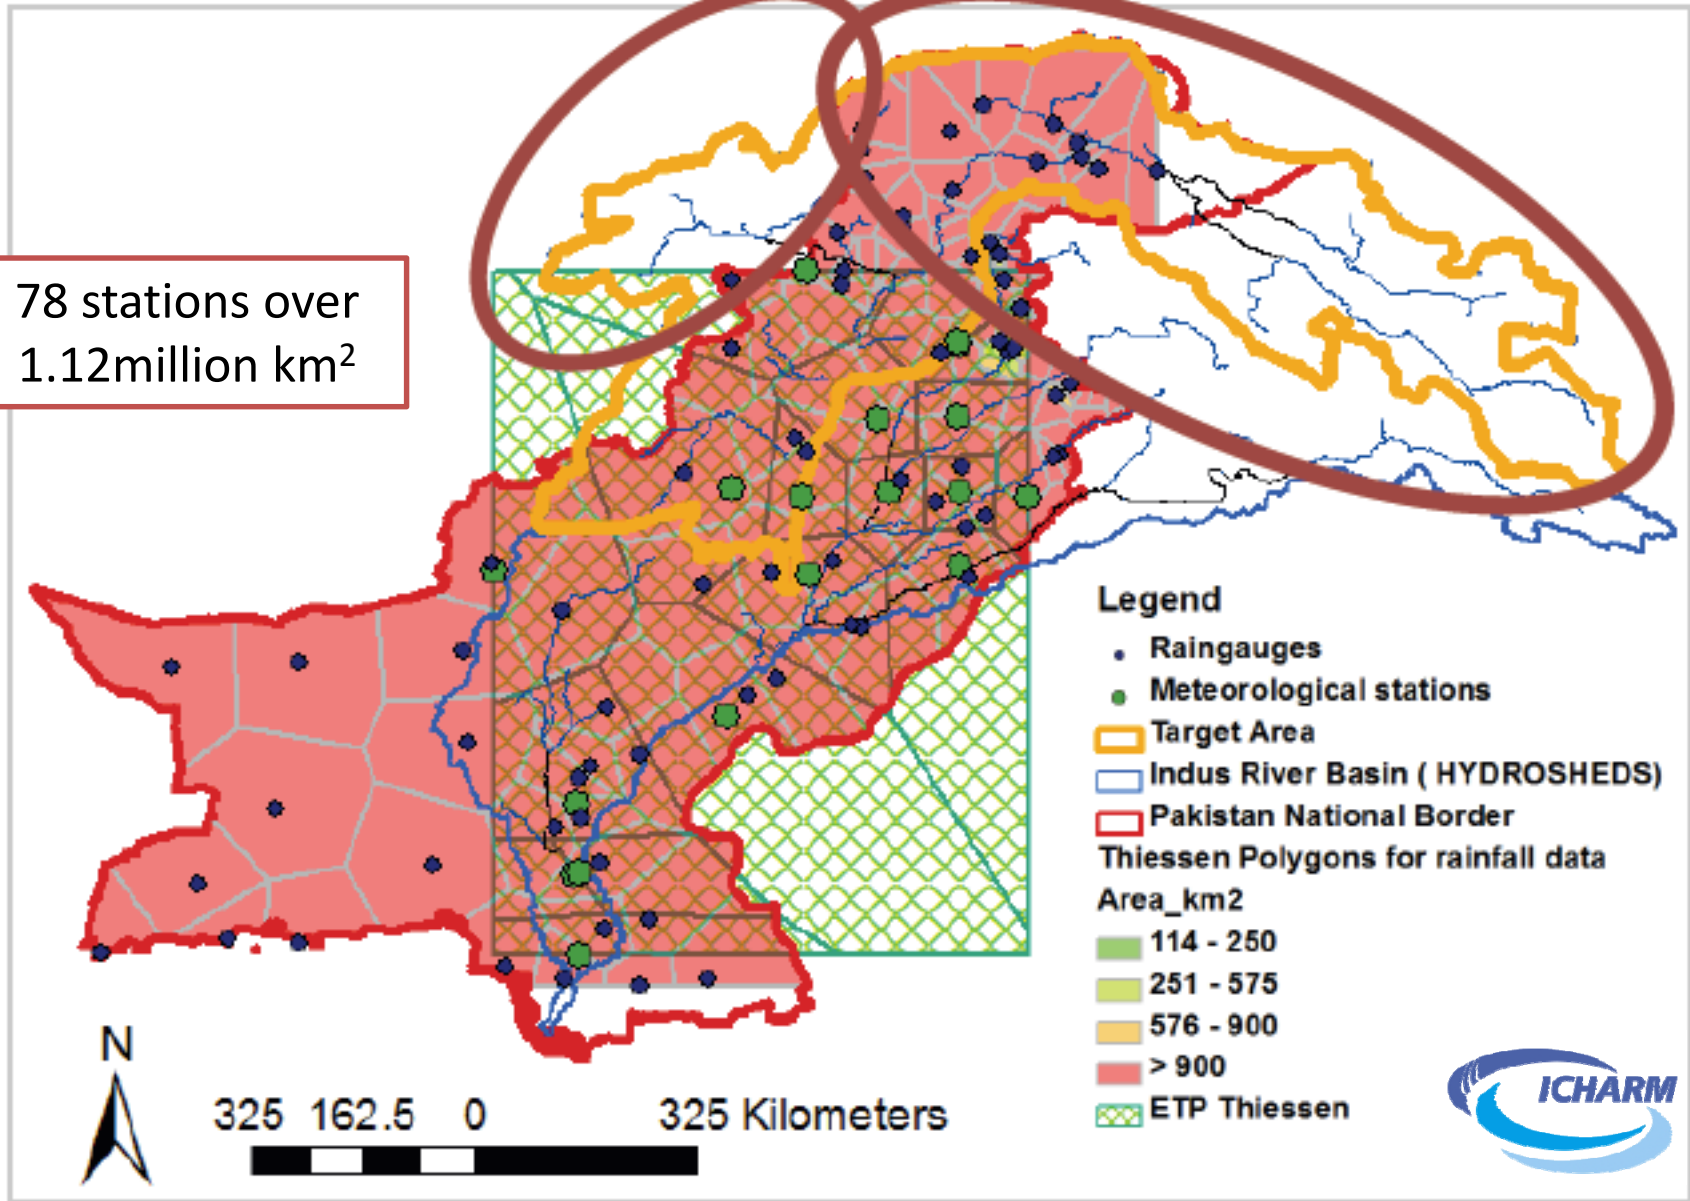 78 stations over
1.12million km²
Legend
Raingauges
Meteorological stations
Target Area
Indus River Basin ( HYDROSHEDS)
Pakistan National Border
Thiessen Polygons for rainfall data
Area_km2
114 - 250
251 - 575
576 - 900
> 900
ETP Thiessen
N
325 162.5 0 325 Kilometers
ICHARM